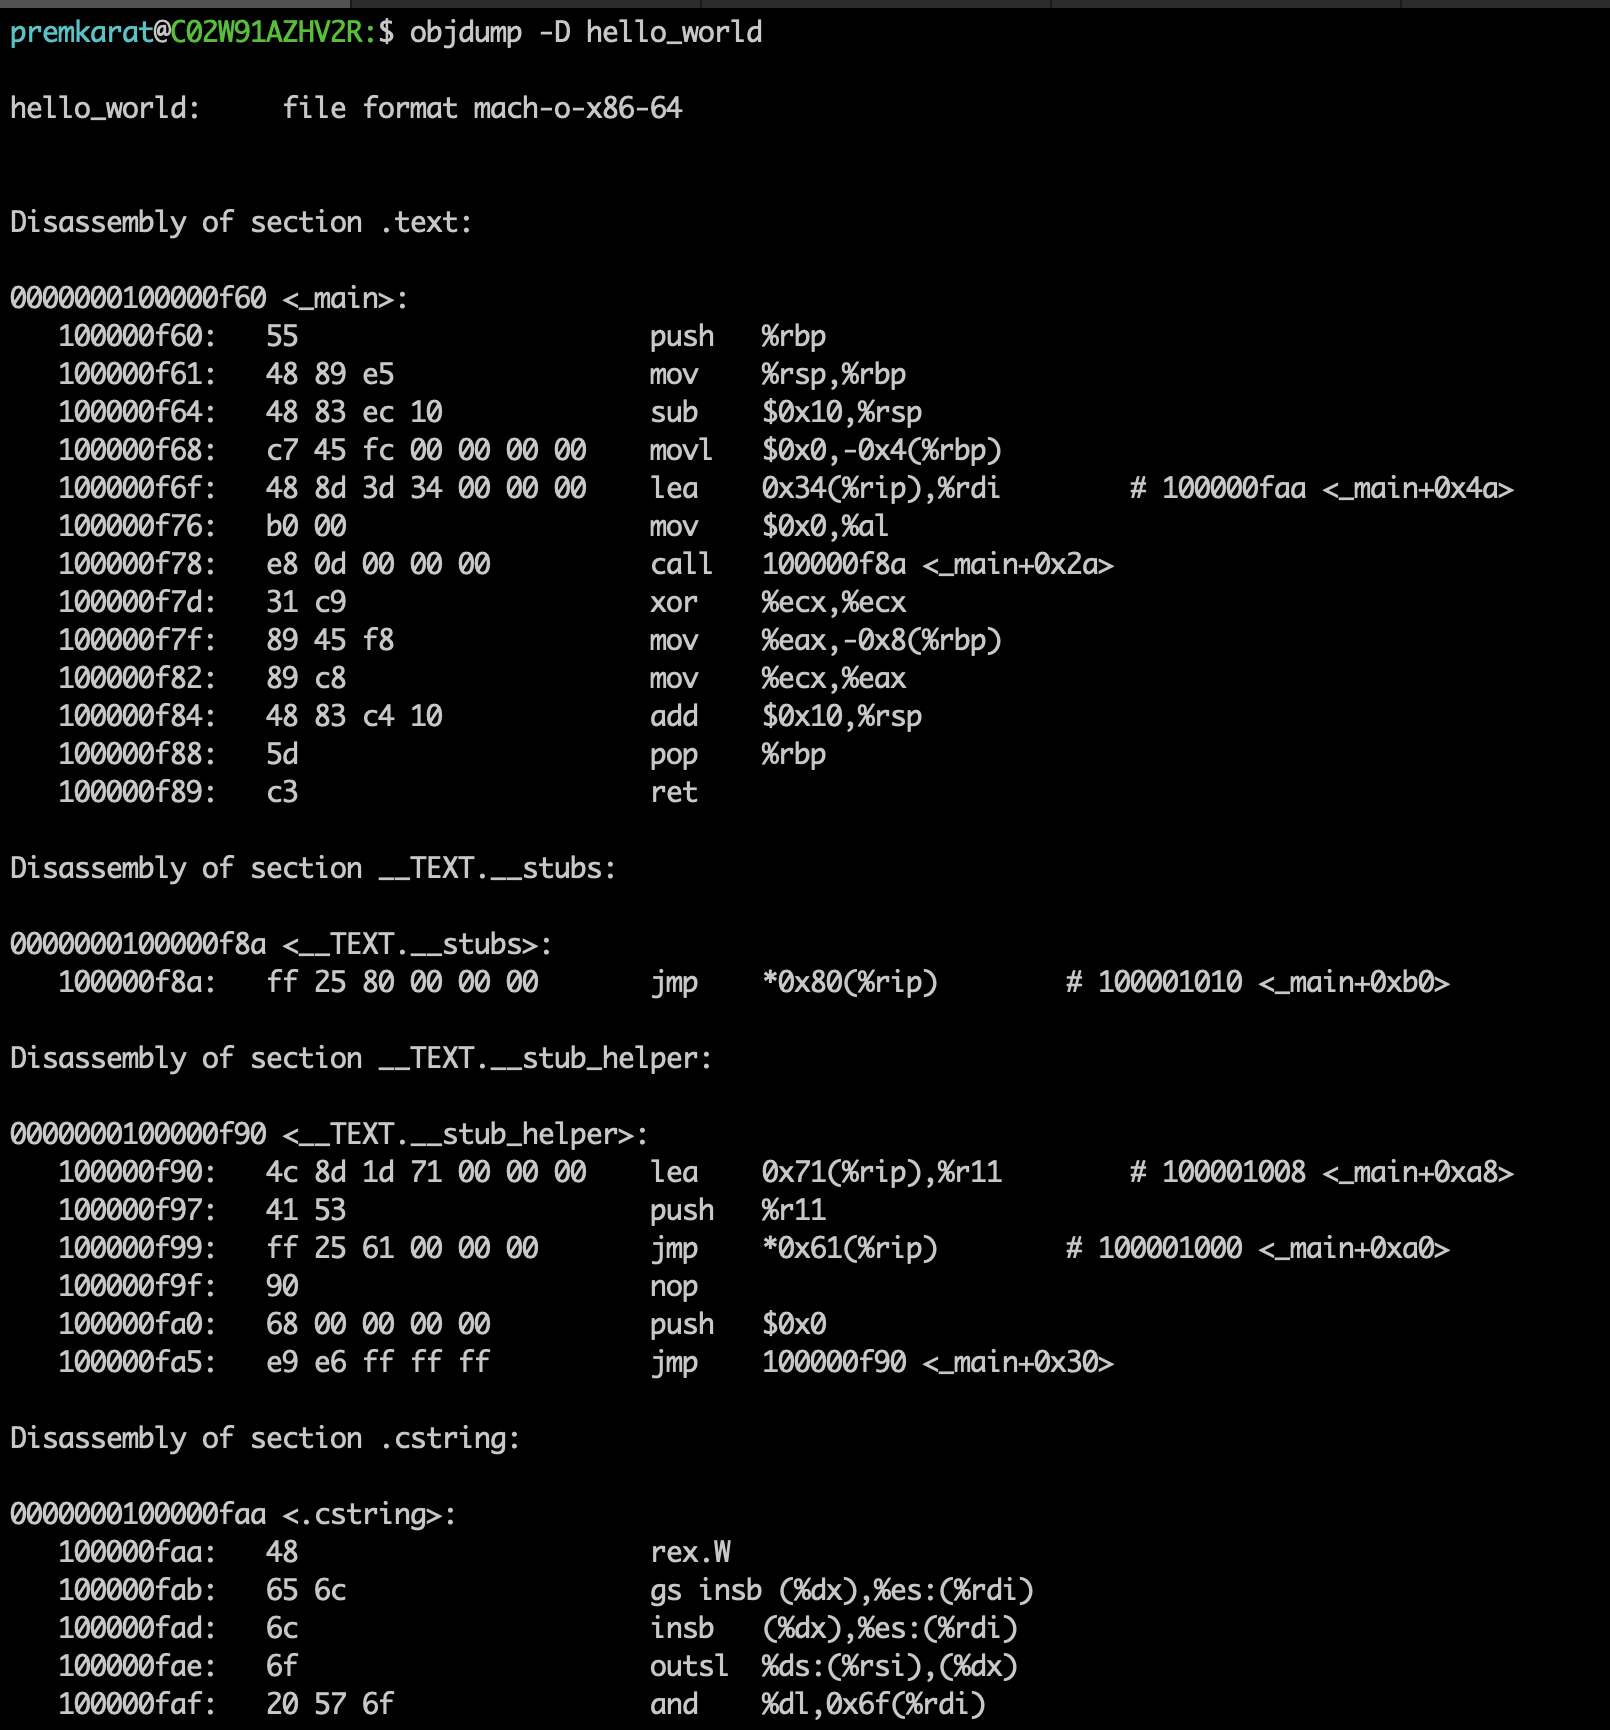 premkarat@C02W91AZHV2R:$ objdump -D hello_world
hello_world:     file format mach-o-x86-64
Disassembly of section .text:
0000000100000f60 <_main>:
   100000f60:   55                      push   %rbp
   100000f61:   48 89 e5                mov    %rsp,%rbp
   100000f64:   48 83 ec 10             sub    $0x10,%rsp
   100000f68:   c7 45 fc 00 00 00 00    movl   $0x0,-0x4(%rbp)
   100000f6f:   48 8d 3d 34 00 00 00    lea    0x34(%rip),%rdi        # 100000faa <_main+0x4a>
   100000f76:   b0 00                   mov    $0x0,%al
   100000f78:   e8 0d 00 00 00          call   100000f8a <_main+0x2a>
   100000f7d:   31 c9                   xor    %ecx,%ecx
   100000f7f:   89 45 f8                mov    %eax,-0x8(%rbp)
   100000f82:   89 c8                   mov    %ecx,%eax
   100000f84:   48 83 c4 10             add    $0x10,%rsp
   100000f88:   5d                      pop    %rbp
   100000f89:   c3                      ret
Disassembly of section __TEXT.__stubs:
0000000100000f8a <__TEXT.__stubs>:
   100000f8a:   ff 25 80 00 00 00       jmp    *0x80(%rip)        # 100001010 <_main+0xb0>
Disassembly of section __TEXT.__stub_helper:
0000000100000f90 <__TEXT.__stub_helper>:
   100000f90:   4c 8d 1d 71 00 00 00    lea    0x71(%rip),%r11        # 100001008 <_main+0xa8>
   100000f97:   41 53                   push   %r11
   100000f99:   ff 25 61 00 00 00       jmp    *0x61(%rip)        # 100001000 <_main+0xa0>
   100000f9f:   90                      nop
   100000fa0:   68 00 00 00 00          push   $0x0
   100000fa5:   e9 e6 ff ff ff          jmp    100000f90 <_main+0x30>
Disassembly of section .cstring:
0000000100000faa <.cstring>:
   100000faa:   48                      rex.W
   100000fab:   65 6c                   gs insb (%dx),%es:(%rdi)
   100000fad:   6c                      insb   (%dx),%es:(%rdi)
   100000fae:   6f                      outsl  %ds:(%rsi),(%dx)
   100000faf:   20 57 6f                and    %dl,0x6f(%rdi)